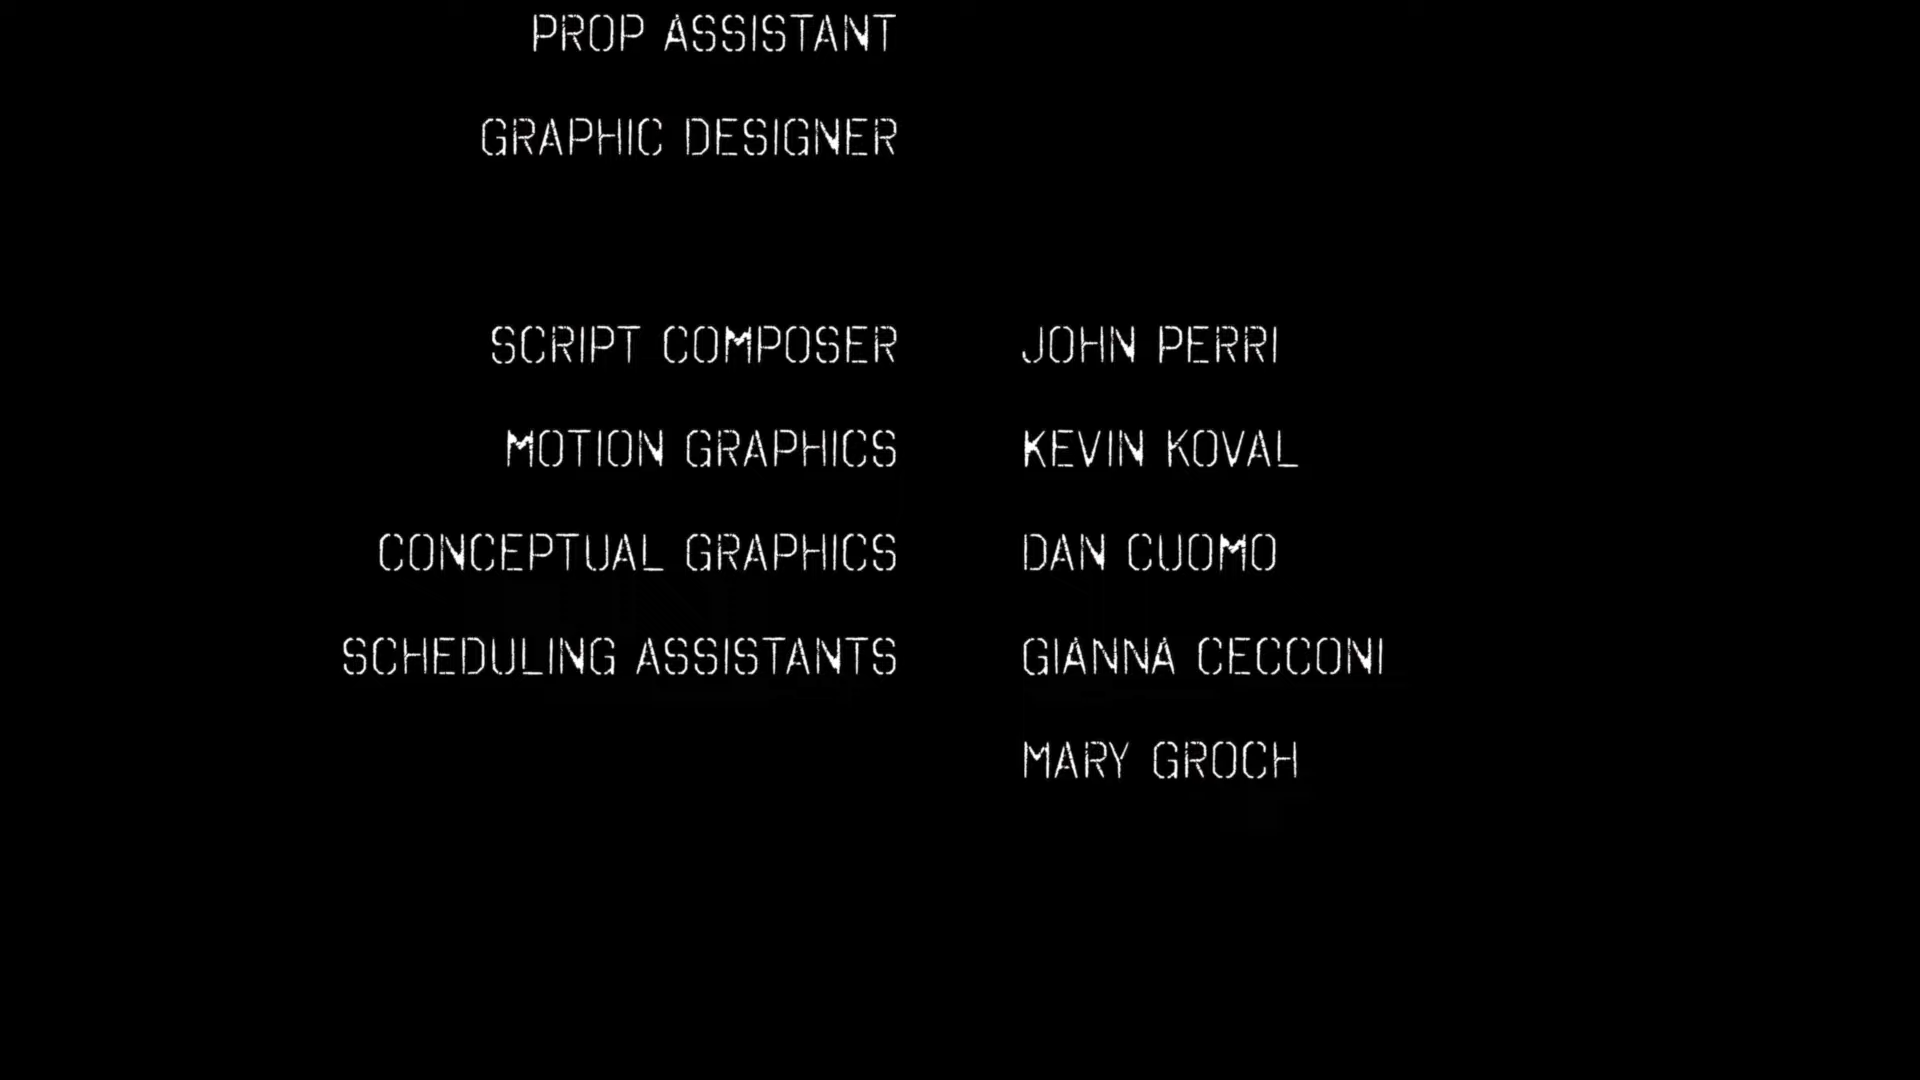 PROP ASSISTANT
GRAPHIC DESIGNER
SCRIPT COMPOSER JOHN PERRI
MOTION GRAPHICS KEVIN KOVAL
CONCEPTUAL GRAPHICS DAN CUOMO
SCHEDULING ASSISTANTS GIANNA CECCONI
MARY GROCH